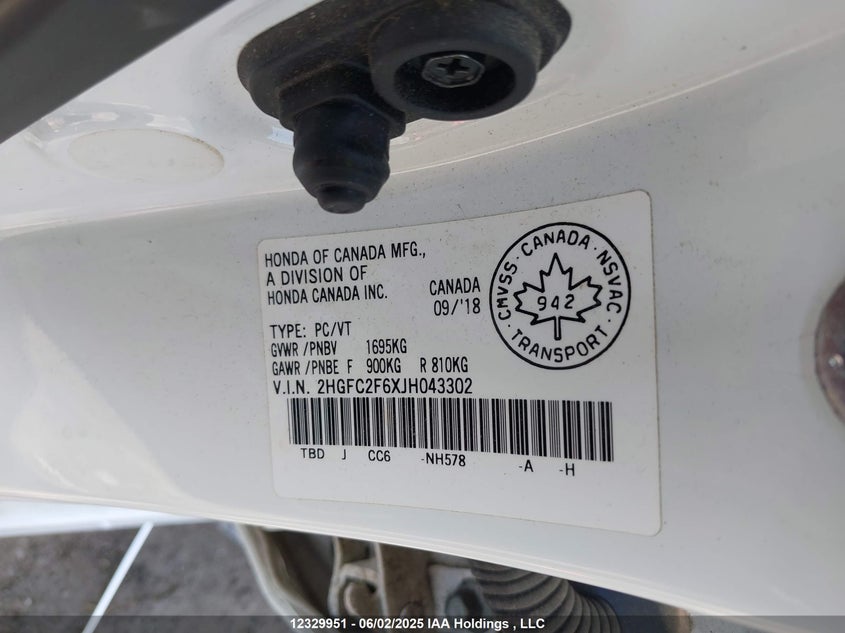 HONDA OF CANADA MFG.,
A DIVISION OF
HONDA CANADA INC.
CANADA
09/'18
CMVSS · CANADA · NSVAC
942
· TRANSPORT ·
TYPE: PC/VT
GVWR /PNBV 1695KG
GAWR /PNBE F 900KG R 810KG
V.I.N. 2HGFC2F6XJH043302
TBD J CC6 -NH578 -A -H
12329951 - 06/02/2025 IAA Holdings , LLC